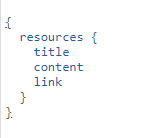 {
  resources {
    title
    content
    link
  }
}